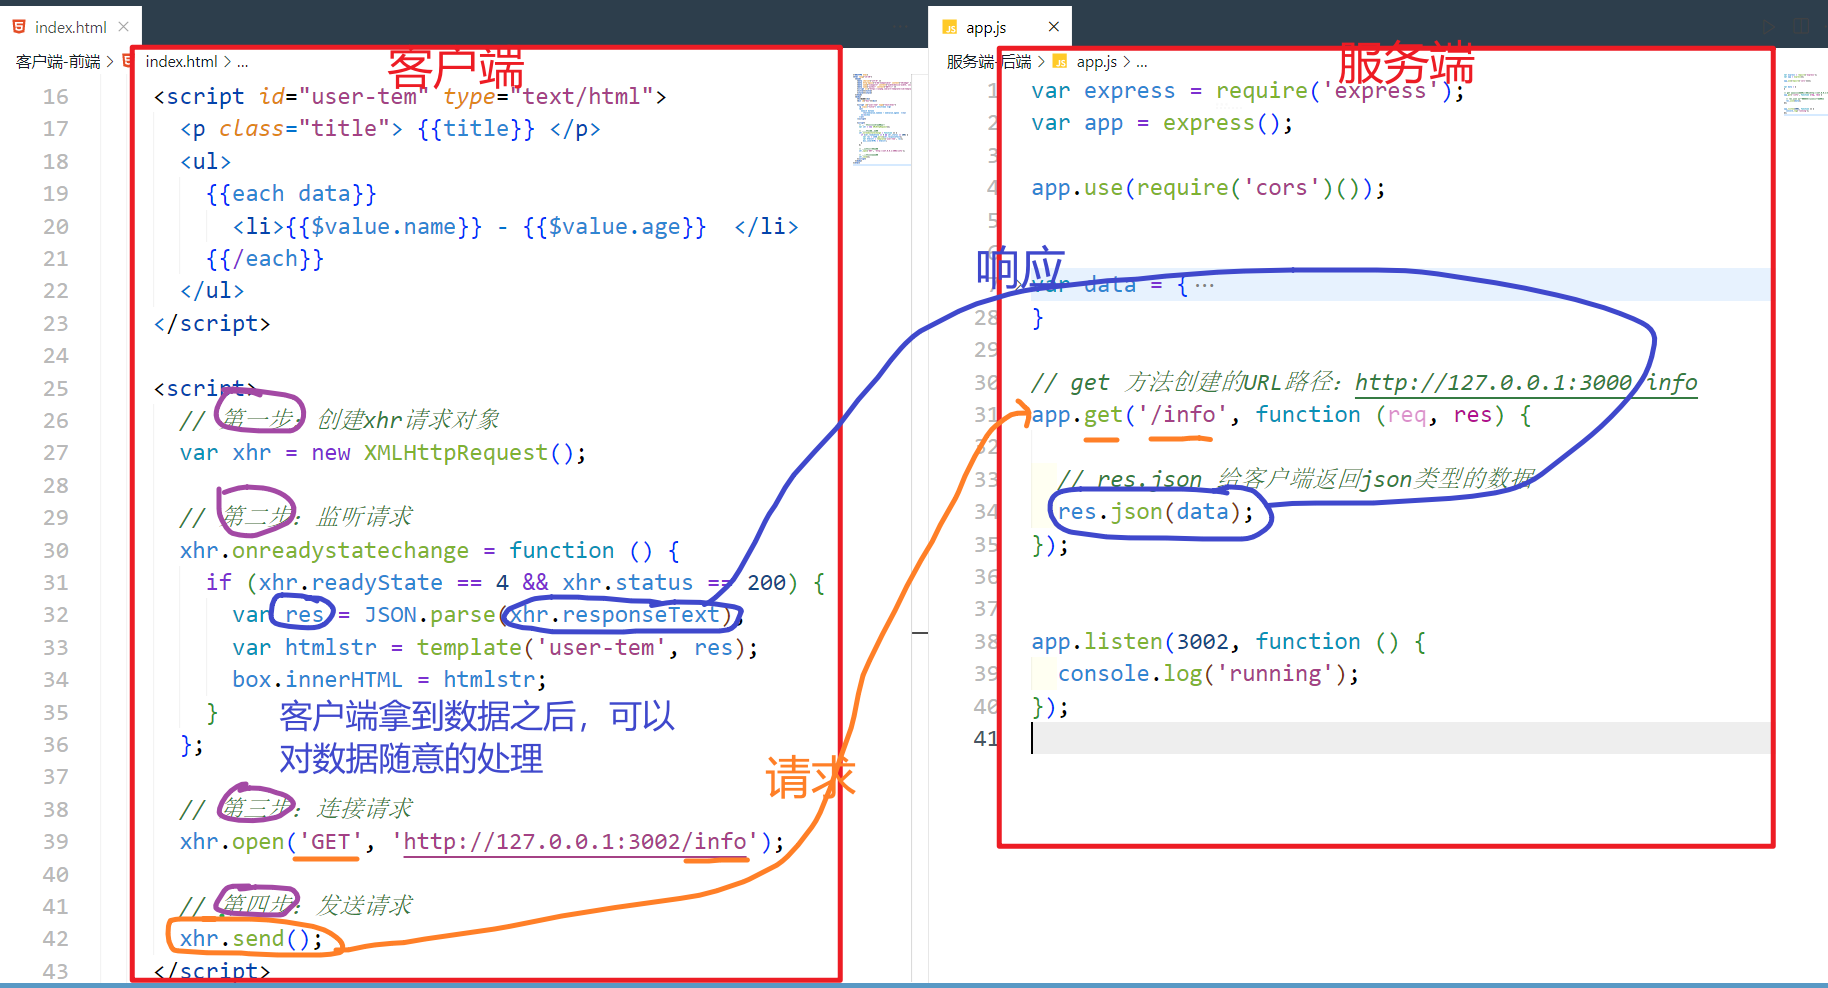 index.html
客户端-前端 > index.html > ...
客户端
16 <script id="user-tem" type="text/html">
17 <p class="title"> {{title}} </p>
18 <ul>
19 {{each data}}
20 <li>{{$value.name}} - {{$value.age}}  </li>
21 {{/each}}
22 </ul>
23 </script>
24
25 <script>
26 // 第一步：创建xhr请求对象
27 var xhr = new XMLHttpRequest();
28
29 // 第二步：监听请求
30 xhr.onreadystatechange = function () {
31 if (xhr.readyState == 4 && xhr.status == 200) {
32 var res = JSON.parse(xhr.responseText);
33 var htmlstr = template('user-tem', res);
34 box.innerHTML = htmlstr;
35 }
36 };
客户端拿到数据之后，可以
对数据随意的处理
37
38 // 第三步：连接请求
39 xhr.open('GET', 'http://127.0.0.1:3002/info');
40
41 // 第四步：发送请求
42 xhr.send();
43 </script>
请求
响应
JS app.js
服务端-后端 > JS app.js > ...
服务端
1 var express = require('express');
2 var app = express();
3
4 app.use(require('cors')());
5
6
7 var data = {...
28 }
29
30 // get 方法创建的URL路径：http://127.0.0.1:3000/info
31 app.get('/info', function (req, res) {
32
33 // res.json 给客户端返回json类型的数据
34 res.json(data);
35 });
36
37
38 app.listen(3002, function () {
39 console.log('running');
40 });
41